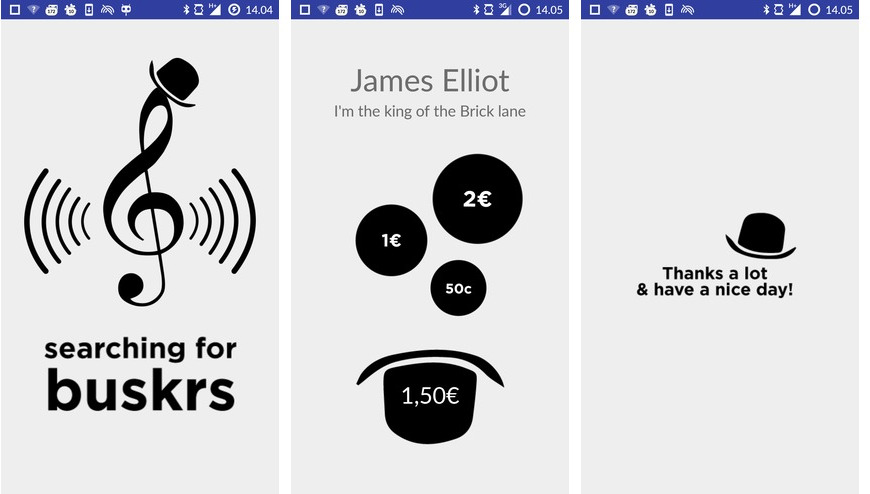 14.04
searching for
buskrs
14.05
James Elliot
I'm the king of the Brick lane
2€
1€
50c
1,50€
14.05
Thanks a lot
& have a nice day!